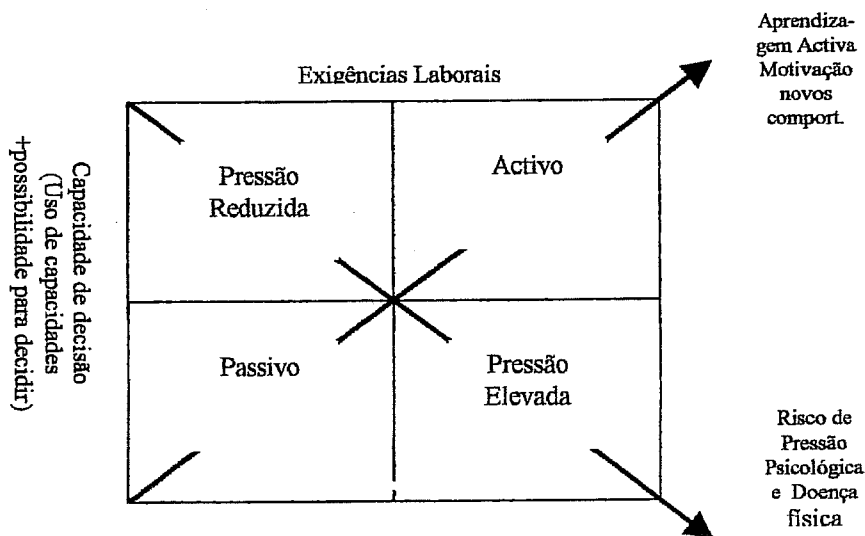 Aprendiza-
gem Activa
Motivação
novos
comport.
Exigências Laborais
Capacidade de decisão
(Uso de capacidades
+possibilidade para decidir)
Pressão
Reduzida
Activo
Passivo
Pressão
Elevada
Risco de
Pressão
Psicológica
e Doença
física